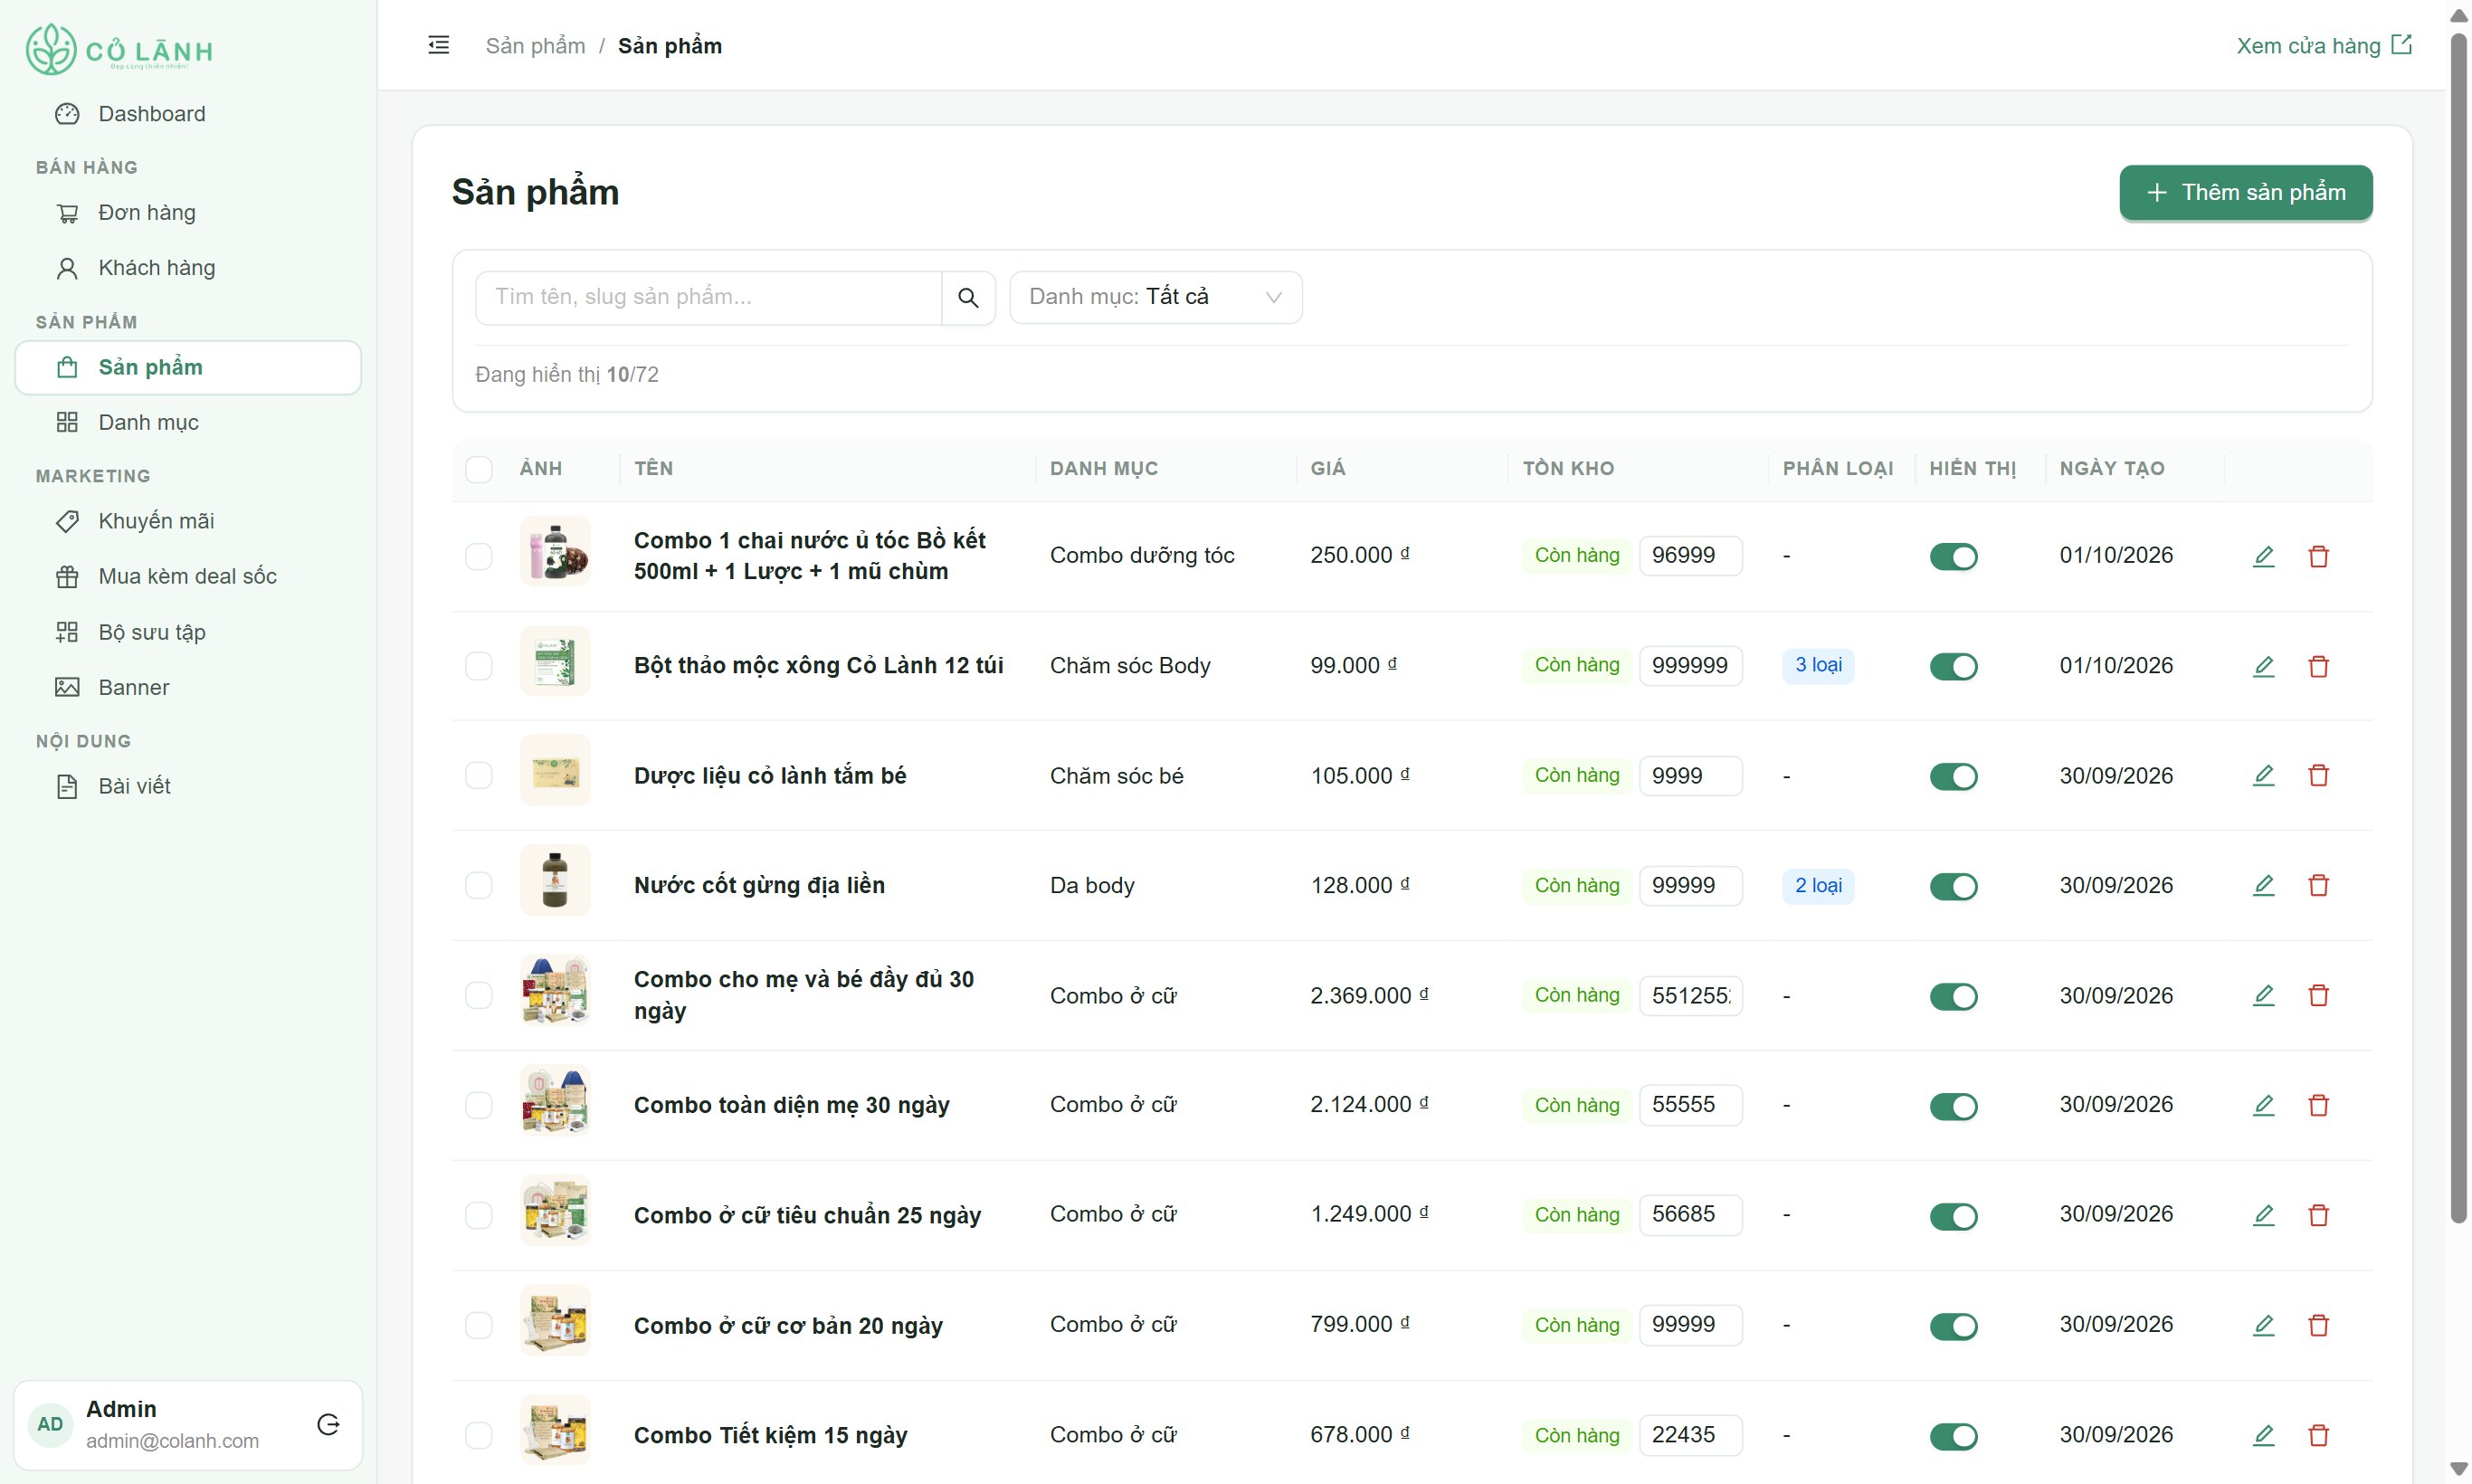 CỎ LÀNH
Đẹp cùng thiên nhiên!
Dashboard
BÁN HÀNG
Đơn hàng
Khách hàng
SẢN PHẨM
Sản phẩm
Danh mục
MARKETING
Khuyến mãi
Mua kèm deal sốc
Bộ sưu tập
Banner
NỘI DUNG
Bài viết
AD
Admin
admin@colanh.com
Sản phẩm / Sản phẩm
Xem cửa hàng
Sản phẩm
Thêm sản phẩm
Tìm tên, slug sản phẩm...
Danh mục: Tất cả
Đang hiển thị 10/72
ẢNH TÊN DANH MỤC GIÁ TỒN KHO PHÂN LOẠI HIỂN THỊ NGÀY TẠO
Combo 1 chai nước ủ tóc Bồ kết
500ml + 1 Lược + 1 mũ chùm
Combo dưỡng tóc 250.000 ₫ Còn hàng 96999 - 01/10/2026
Bột thảo mộc xông Cỏ Lành 12 túi Chăm sóc Body 99.000 ₫ Còn hàng 999999 3 loại 01/10/2026
Dược liệu cỏ lành tắm bé Chăm sóc bé 105.000 ₫ Còn hàng 9999 - 30/09/2026
Nước cốt gừng địa liền Da body 128.000 ₫ Còn hàng 99999 2 loại 30/09/2026
Combo cho mẹ và bé đầy đủ 30
ngày
Combo ở cữ 2.369.000 ₫ Còn hàng 551255 - 30/09/2026
Combo toàn diện mẹ 30 ngày Combo ở cữ 2.124.000 ₫ Còn hàng 55555 - 30/09/2026
Combo ở cữ tiêu chuẩn 25 ngày Combo ở cữ 1.249.000 ₫ Còn hàng 56685 - 30/09/2026
Combo ở cữ cơ bản 20 ngày Combo ở cữ 799.000 ₫ Còn hàng 99999 - 30/09/2026
Combo Tiết kiệm 15 ngày Combo ở cữ 678.000 ₫ Còn hàng 22435 - 30/09/2026